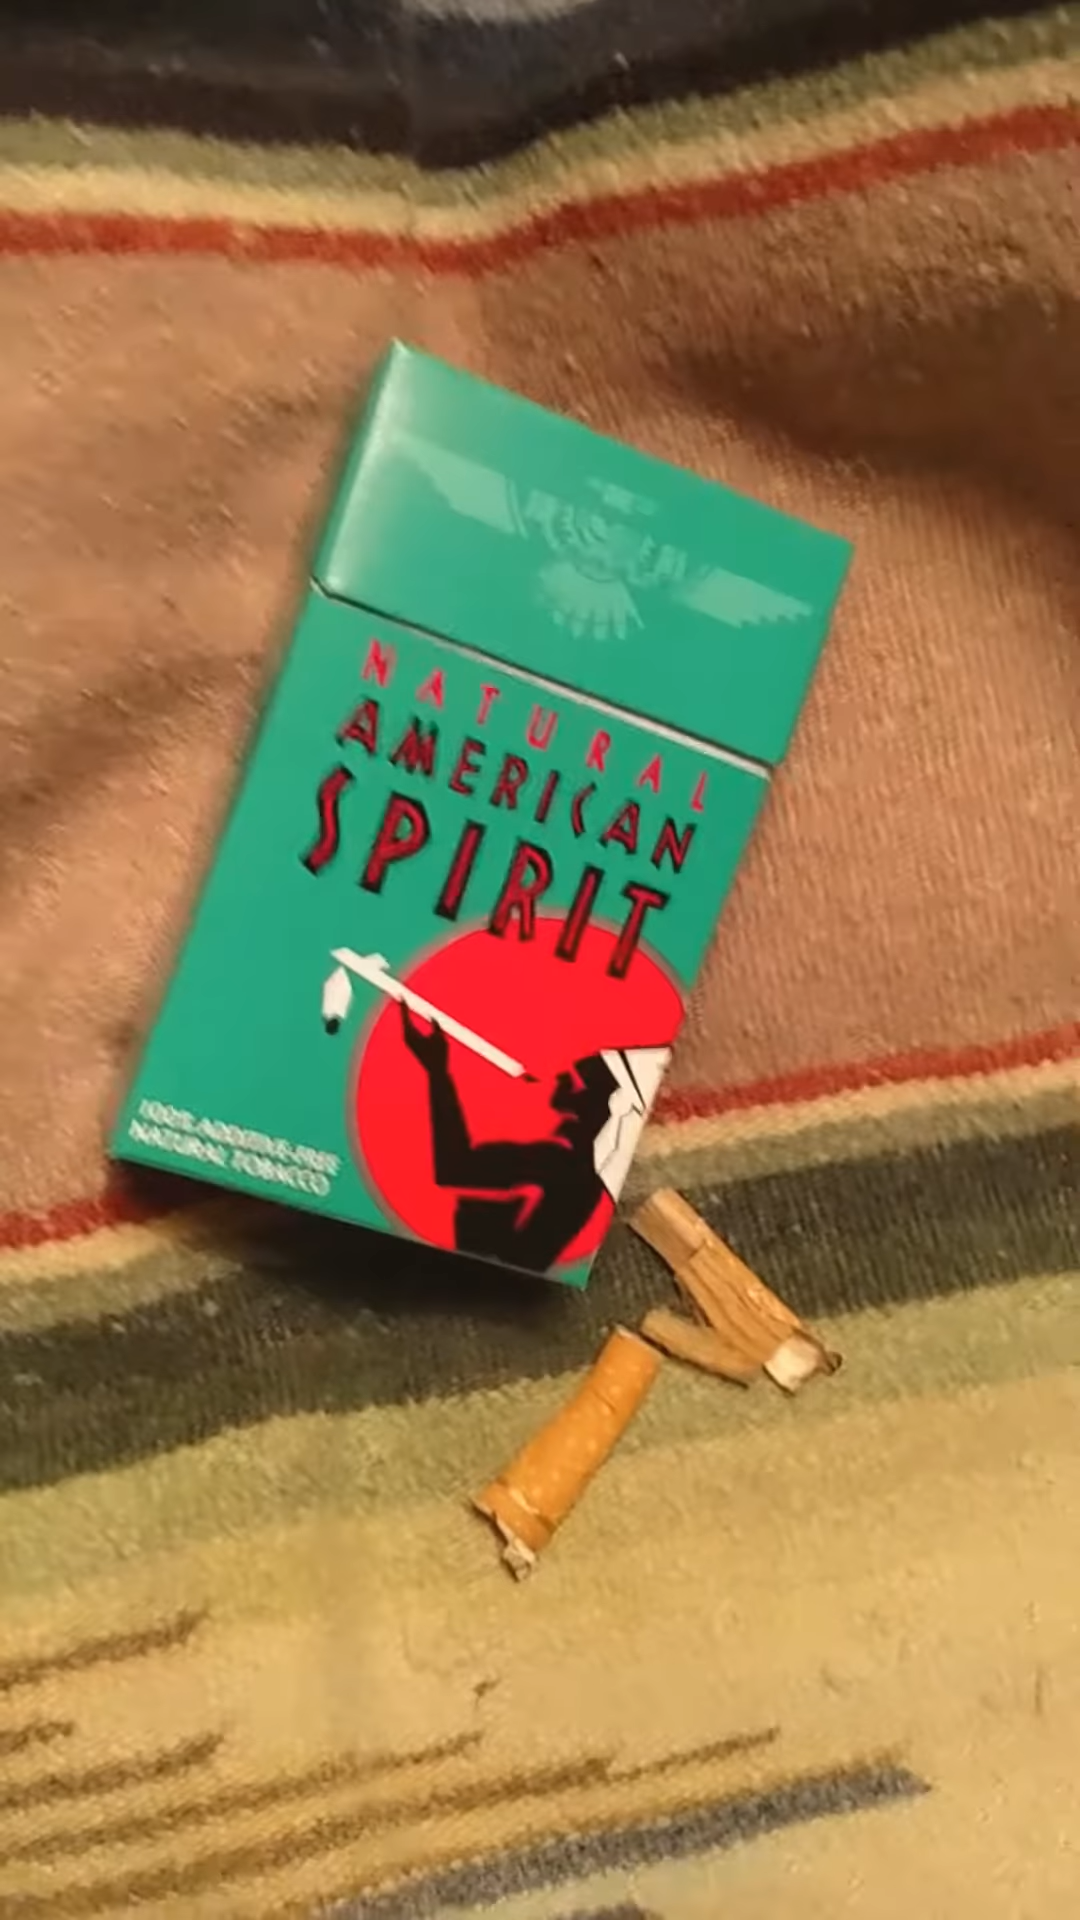 NATURAL
AMERICAN
SPIRIT
100% ADDITIVE-FREE
NATURAL TOBACCO